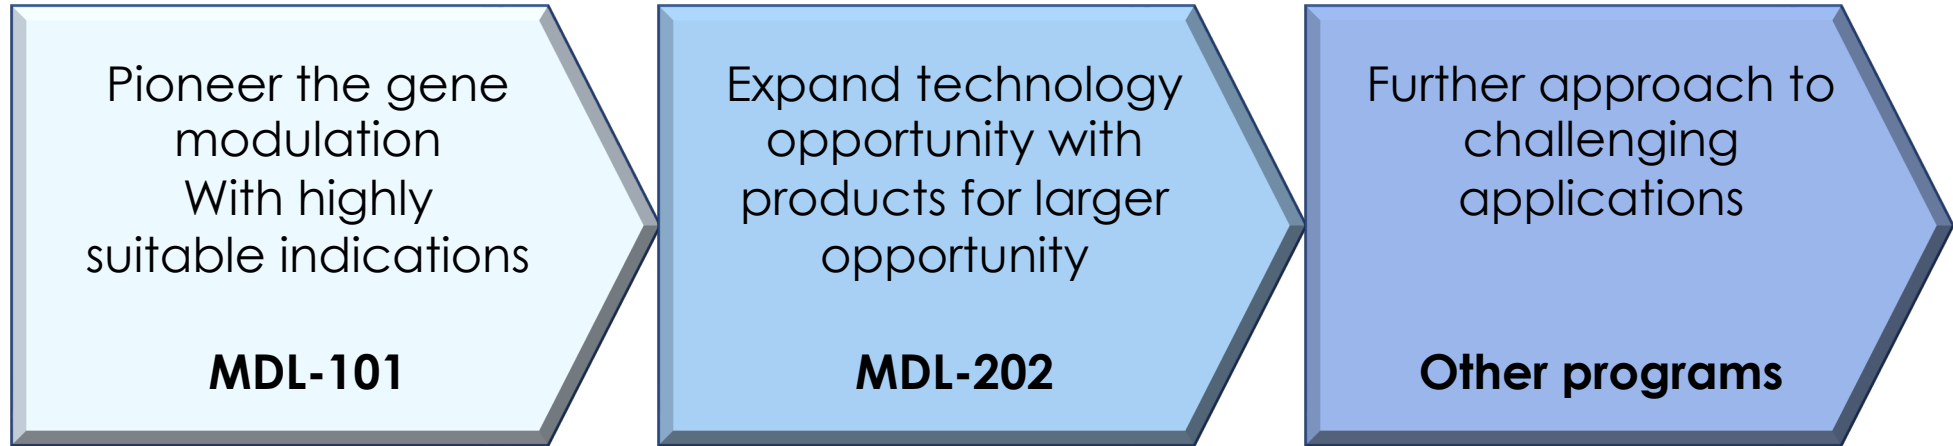 Pioneer the gene
modulation
With highly
suitable indications
MDL-101
Expand technology
opportunity with
products for larger
opportunity
MDL-202
Further approach to
challenging
applications
Other programs